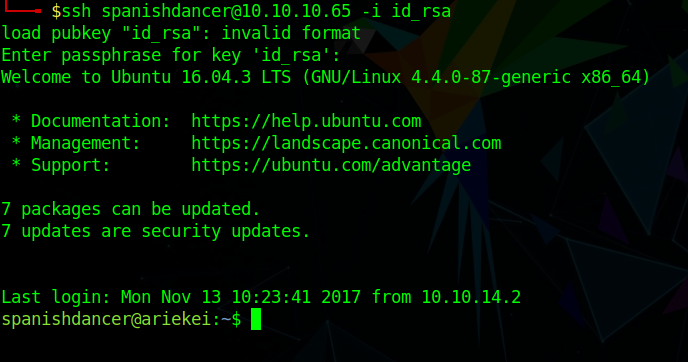 $ssh spanishdancer@10.10.10.65 -i id_rsa
load pubkey "id_rsa": invalid format
Enter passphrase for key 'id_rsa':
Welcome to Ubuntu 16.04.3 LTS (GNU/Linux 4.4.0-87-generic x86_64)
* Documentation:  https://help.ubuntu.com
* Management:     https://landscape.canonical.com
* Support:        https://ubuntu.com/advantage
7 packages can be updated.
7 updates are security updates.
Last login: Mon Nov 13 10:23:41 2017 from 10.10.14.2
spanishdancer@ariekei:~$